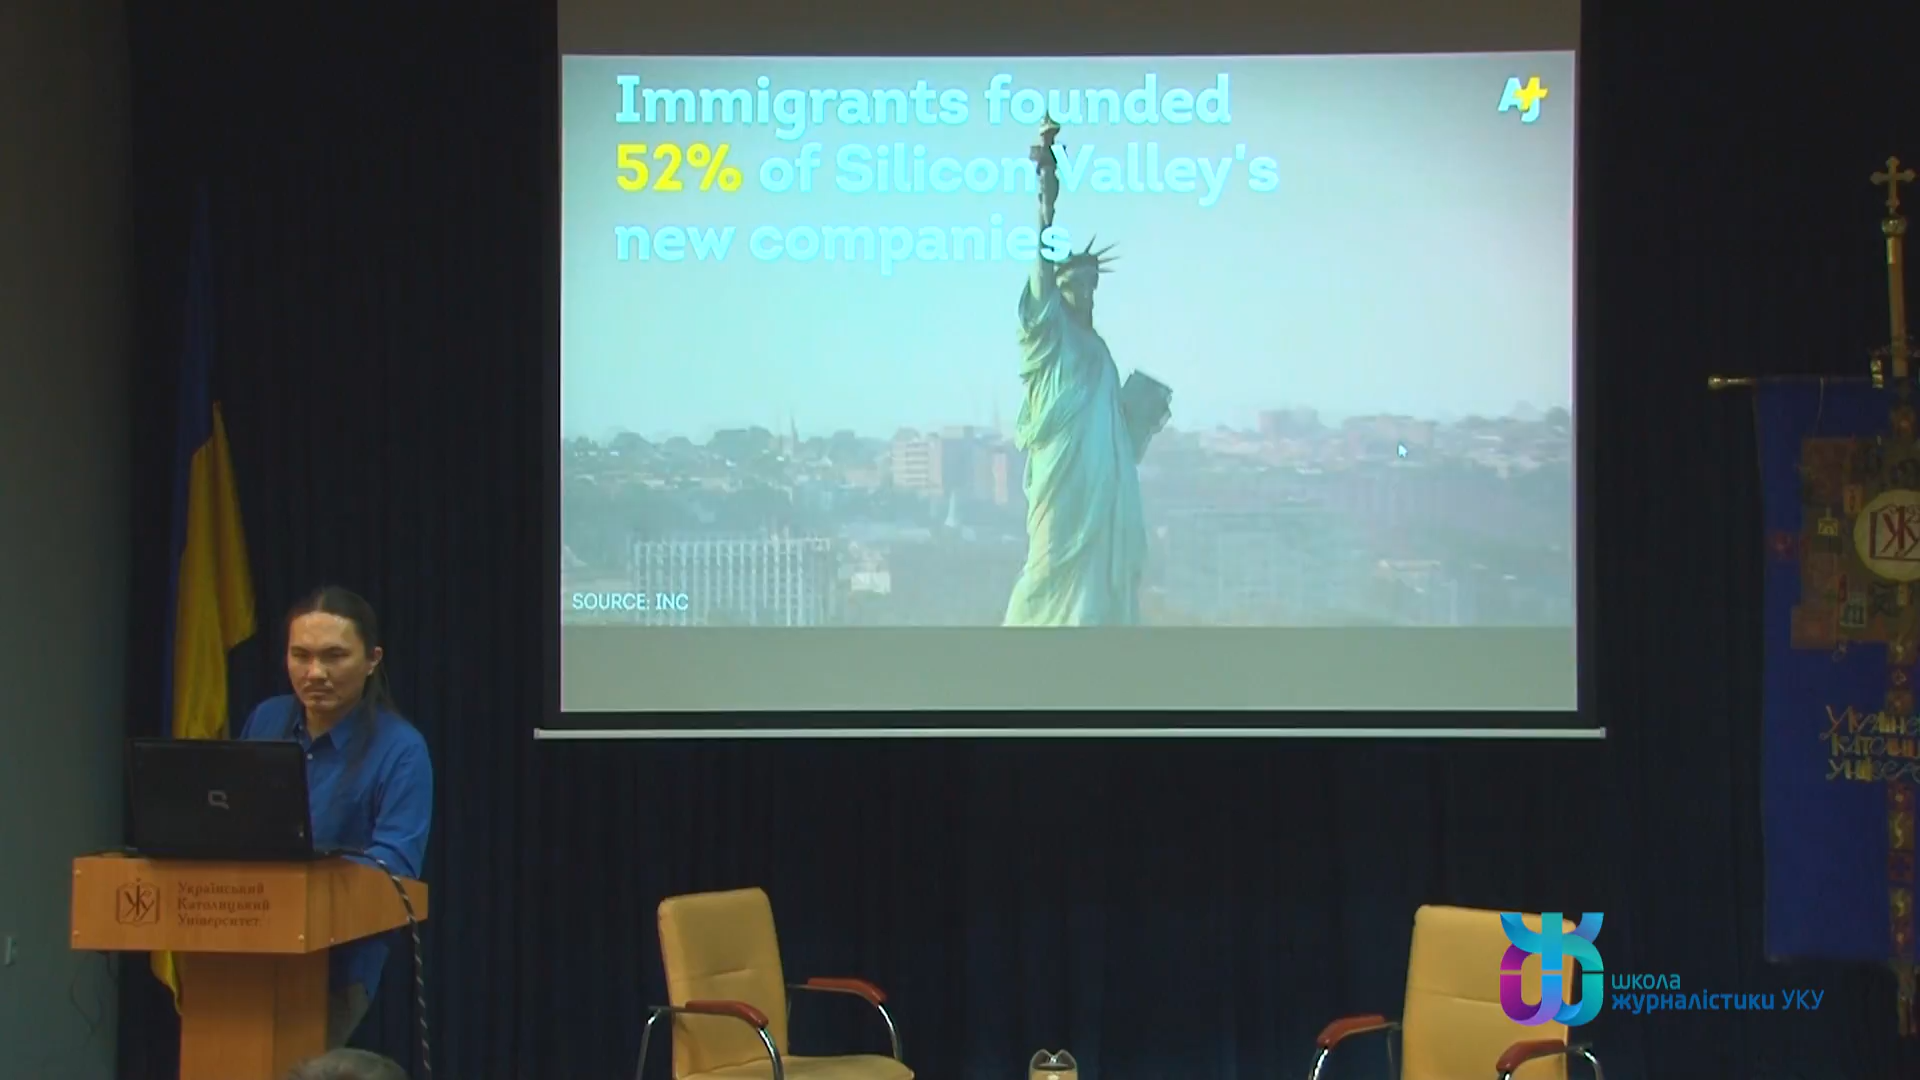 Immigrants founded
52% of Silicon Valley's
new companies
AJ+
SOURCE: INC
Український
Католицький
Університет
школа
журналістики УКУ